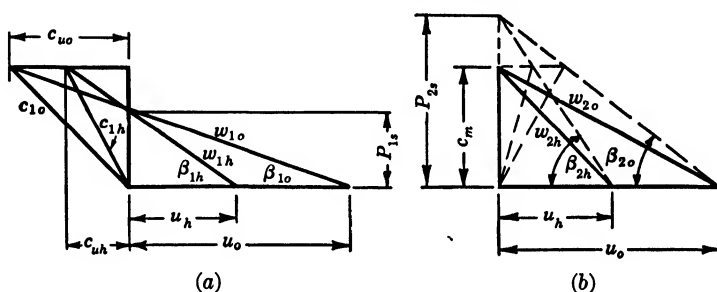 c_uo
c_1o
c_1h
w_1o
w_1h
β_1h
β_1o
P_1s
u_h
c_uh
u_o
(a)
P_2s
c_m
w_2o
w_2h
β_2h
β_2o
u_h
u_o
(b)